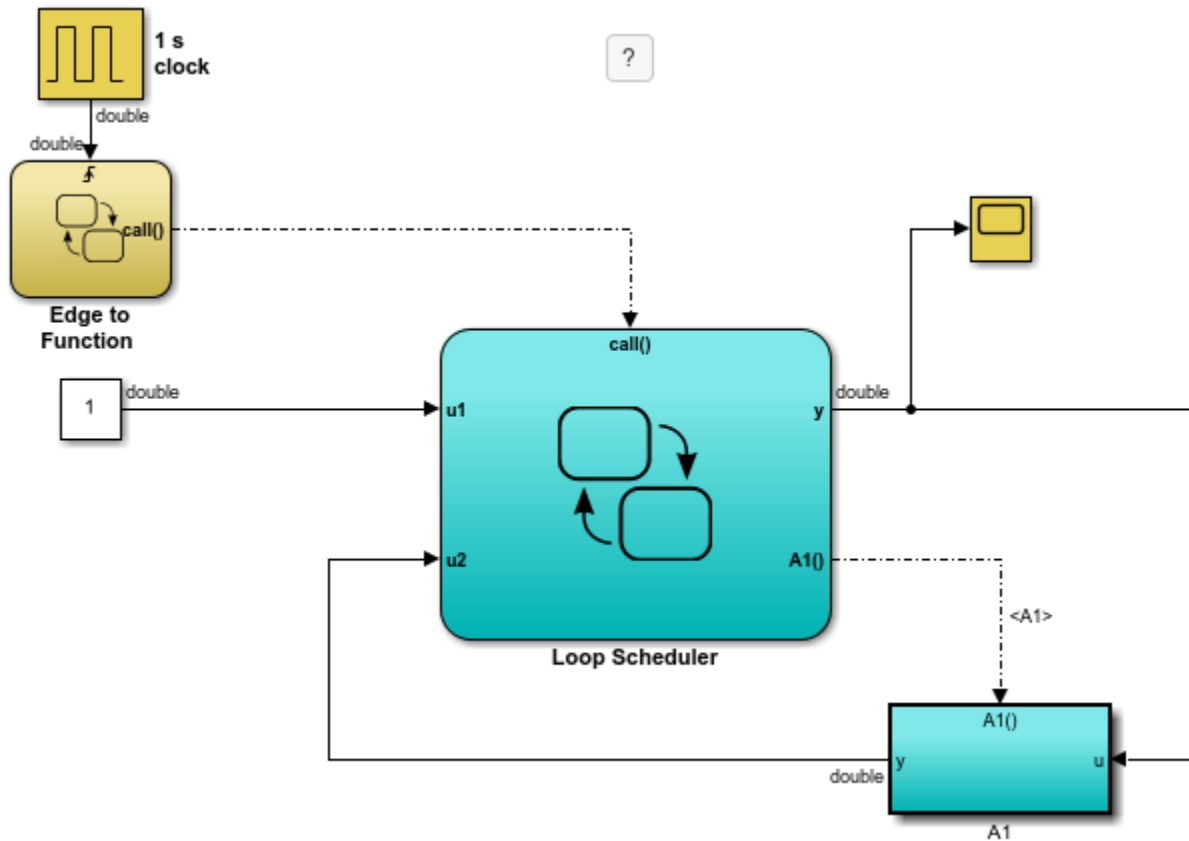 1 s
clock
?
double
double
call()
Edge to
Function
call()
1
double
u1
y
double
u2
A1()
<A1>
Loop Scheduler
A1()
y
u
double
A1